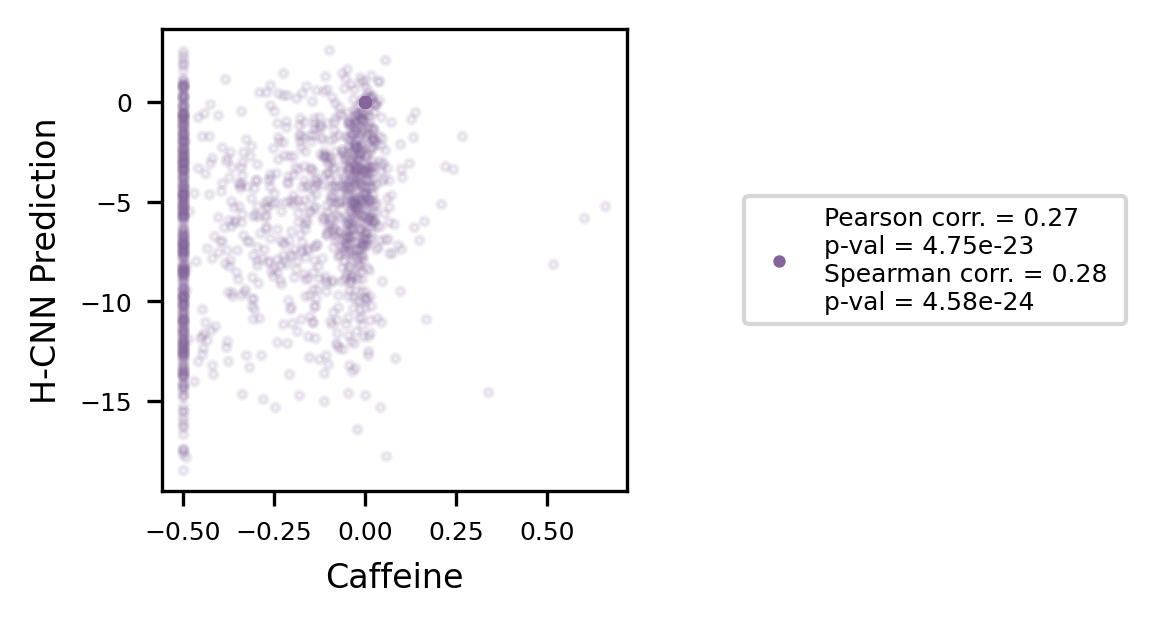 H-CNN Prediction
0
−5
−10
−15
−0.50 −0.25 0.00 0.25 0.50
Caffeine
Pearson corr. = 0.27
p-val = 4.75e-23
Spearman corr. = 0.28
p-val = 4.58e-24